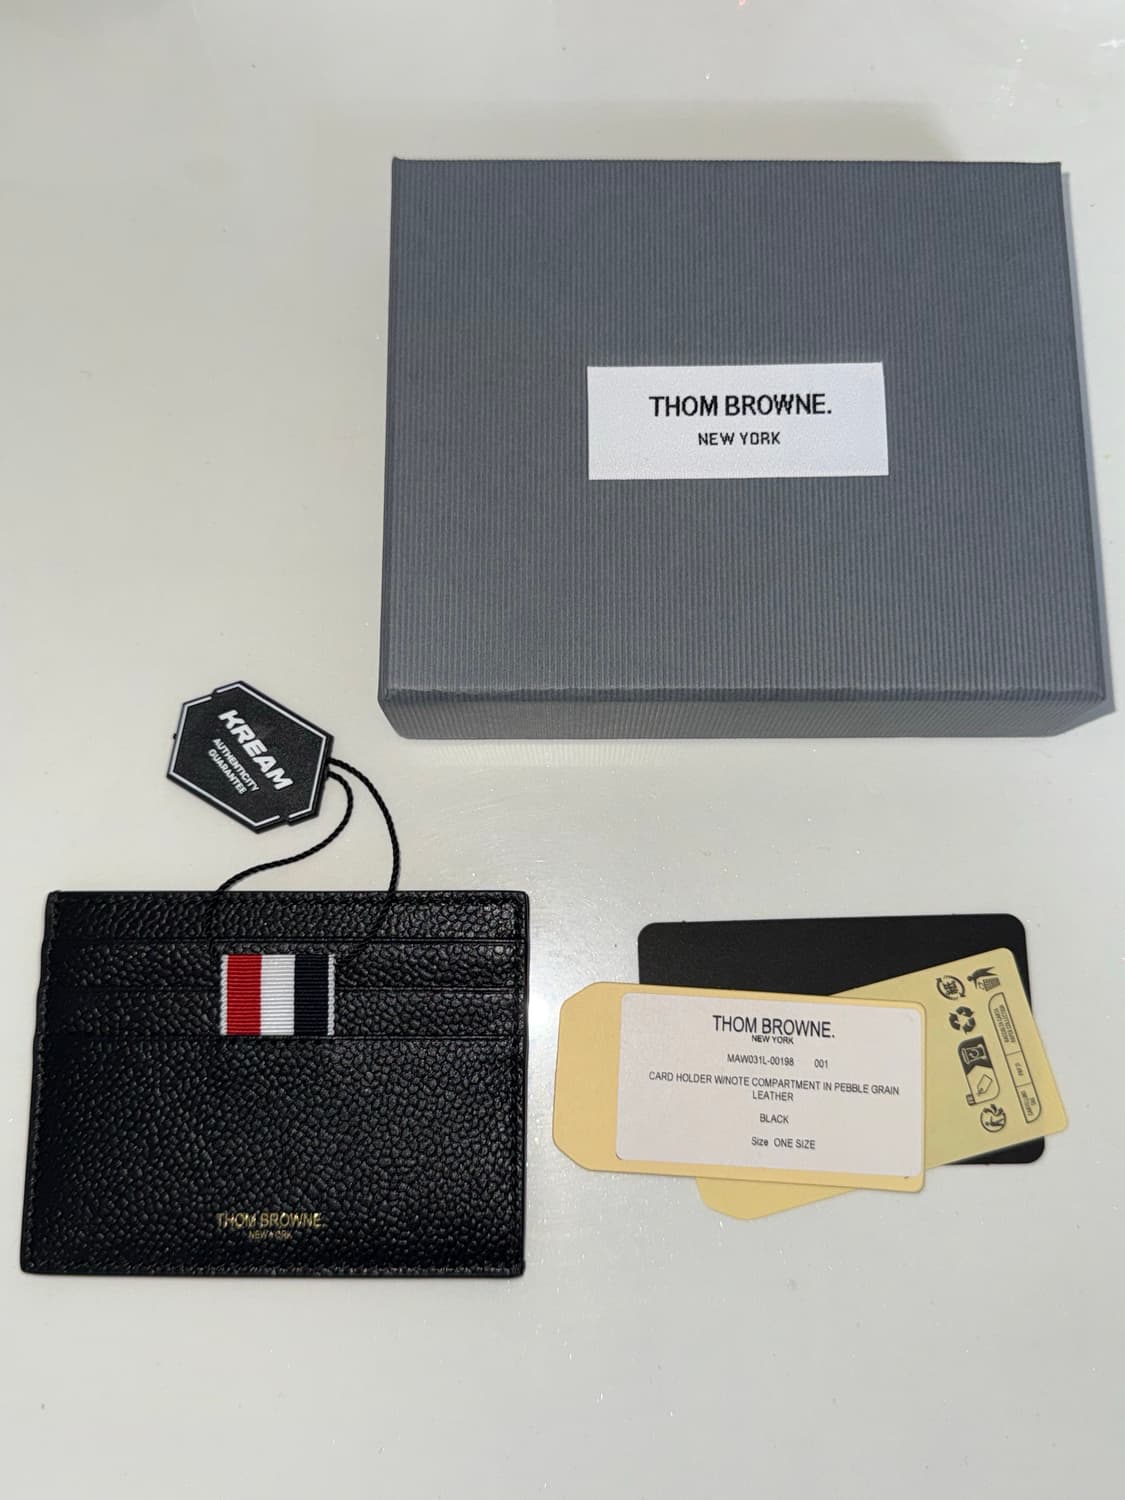 THOM BROWNE.
NEW YORK
KREAM
AUTHENTICITY
GUARANTEE
THOM BROWNE.
NEW YORK
THOM BROWNE.
NEW YORK
MAW031L-00198 001
CARD HOLDER W/NOTE COMPARTMENT IN PEBBLE GRAIN
LEATHER
BLACK
Size ONE SIZE